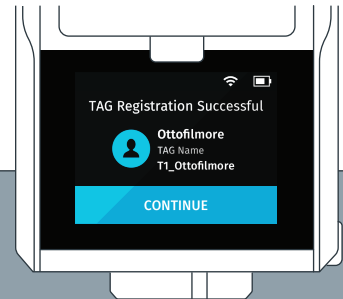 TAG Registration Successful
Ottofilmore
TAG Name
T1_Ottofilmore
CONTINUE